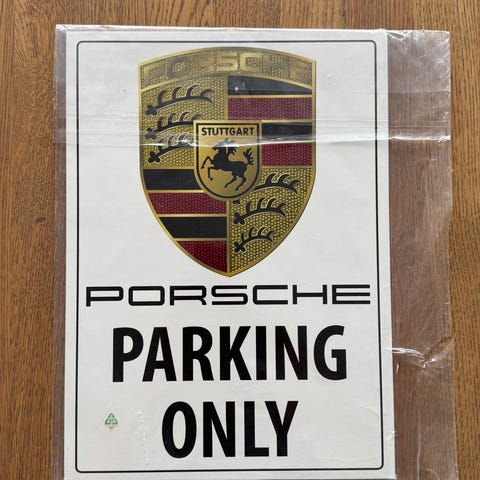 PORSCHE
STUTTGART
PORSCHE
PARKING
ONLY